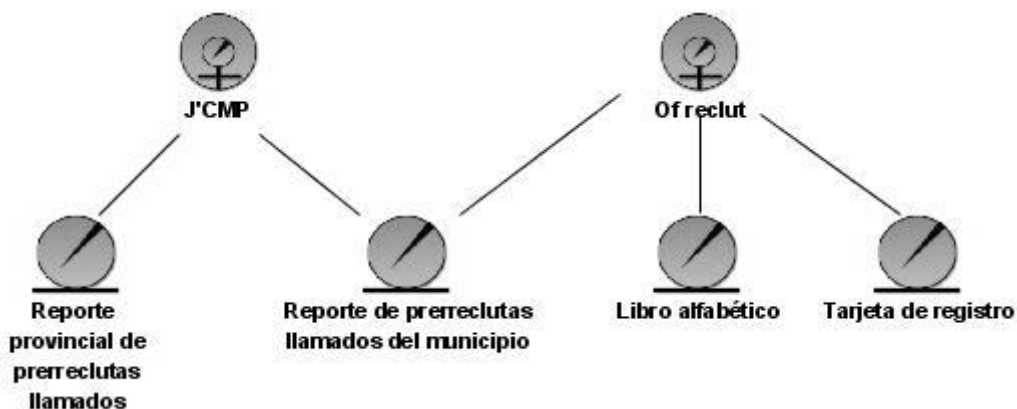 J'CMP
Of reclut
Reporte
provincial de
prerreclutas
llamados
Reporte de prerreclutas
llamados del municipio
Libro alfabético
Tarjeta de registro